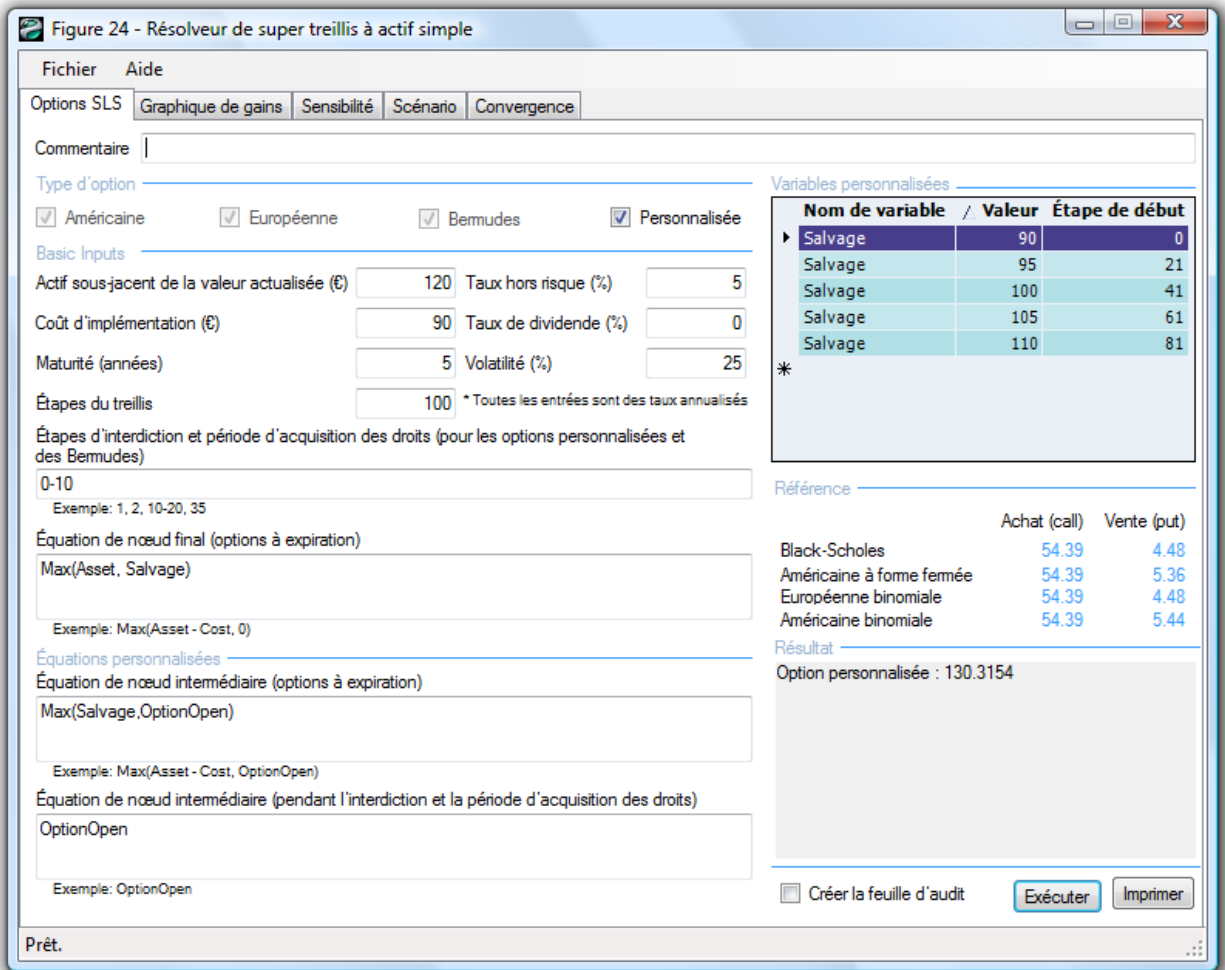 Figure 24 - Résolveur de super treillis à actif simple
Fichier Aide
Options SLS Graphique de gains Sensibilité Scénario Convergence
Commentaire
Type d'option
Américaine Européenne Bermudes Personnalisée
Basic Inputs
Actif sous-jacent de la valeur actualisée (€) 120 Taux hors risque (%) 5
Coût d'implémentation (€) 90 Taux de dividende (%) 0
Maturité (années) 5 Volatilité (%) 25
Étapes du treillis 100 * Toutes les entrées sont des taux annualisés
Étapes d'interdiction et période d'acquisition des droits (pour les options personnalisées et
des Bermudes)
0-10
Exemple: 1, 2, 10-20, 35
Équation de nœud final (options à expiration)
Max(Asset, Salvage)
Exemple: Max(Asset - Cost, 0)
Équations personnalisées
Équation de nœud intermédiaire (options à expiration)
Max(Salvage,OptionOpen)
Exemple: Max(Asset - Cost, OptionOpen)
Équation de nœud intermédiaire (pendant l'interdiction et la période d'acquisition des droits)
OptionOpen
Exemple: OptionOpen
Variables personnalisées
Nom de variable Valeur Étape de début
Salvage 90 0
Salvage 95 21
Salvage 100 41
Salvage 105 61
Salvage 110 81
Référence
Achat (call) Vente (put)
Black-Scholes 54.39 4.48
Américaine à forme fermée 54.39 5.36
Européenne binomiale 54.39 4.48
Américaine binomiale 54.39 5.44
Résultat
Option personnalisée : 130.3154
Créer la feuille d'audit Exécuter Imprimer
Prêt.